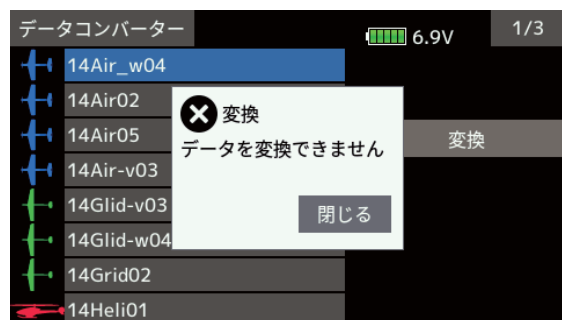 データコンバーター
6.9V
1/3
14Air_w04
14Air02
14Air05
14Air-v03
14Glid-v03
14Glid-w04
14Grid02
14Heli01
変換
データを変換できません
閉じる
変換